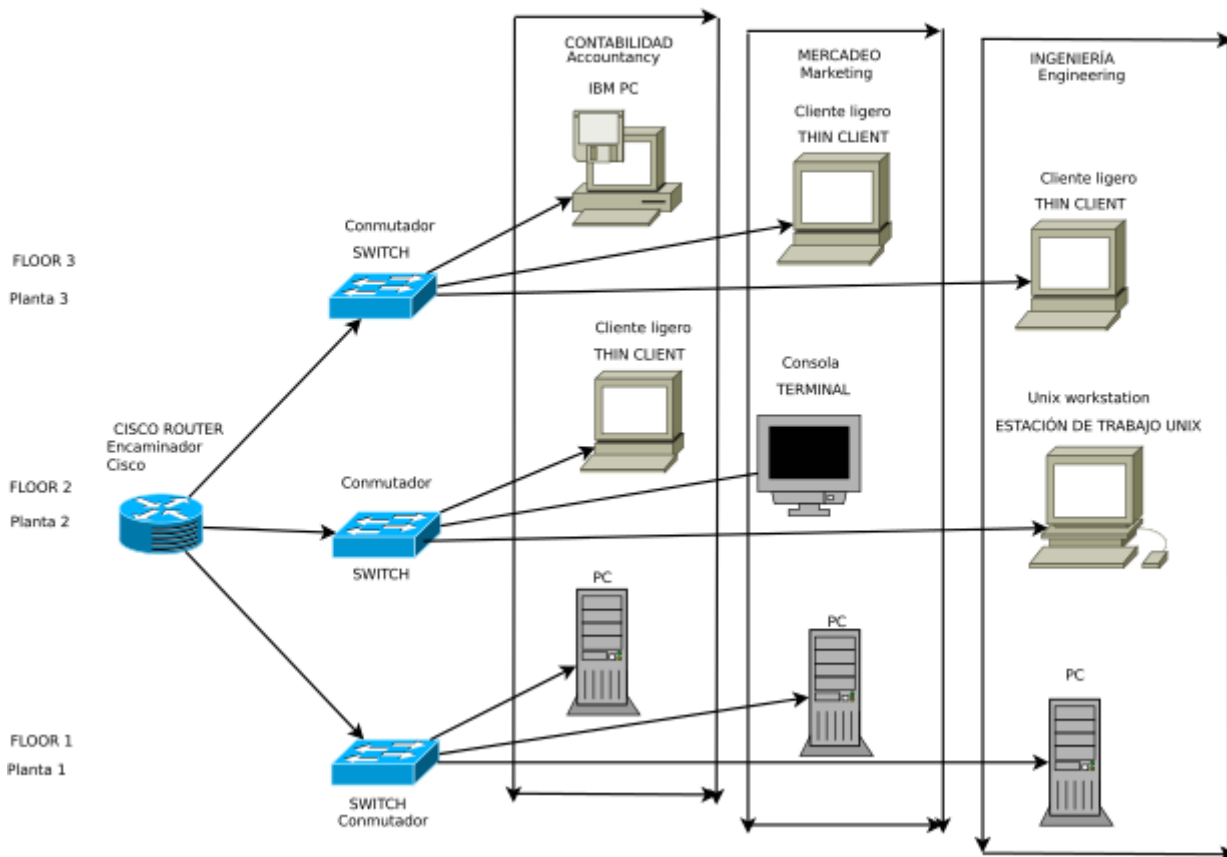 CONTABILIDAD
Accountancy
IBM PC
MERCADEO
Marketing
Cliente ligero
THIN CLIENT
INGENIERÍA
Engineering
Cliente ligero
THIN CLIENT
Conmutador
SWITCH
FLOOR 3
Planta 3
Cliente ligero
THIN CLIENT
Consola
TERMINAL
Unix workstation
ESTACIÓN DE TRABAJO UNIX
CISCO ROUTER
Encaminador
Cisco
FLOOR 2
Planta 2
Conmutador
SWITCH
PC
PC
PC
FLOOR 1
Planta 1
SWITCH
Conmutador